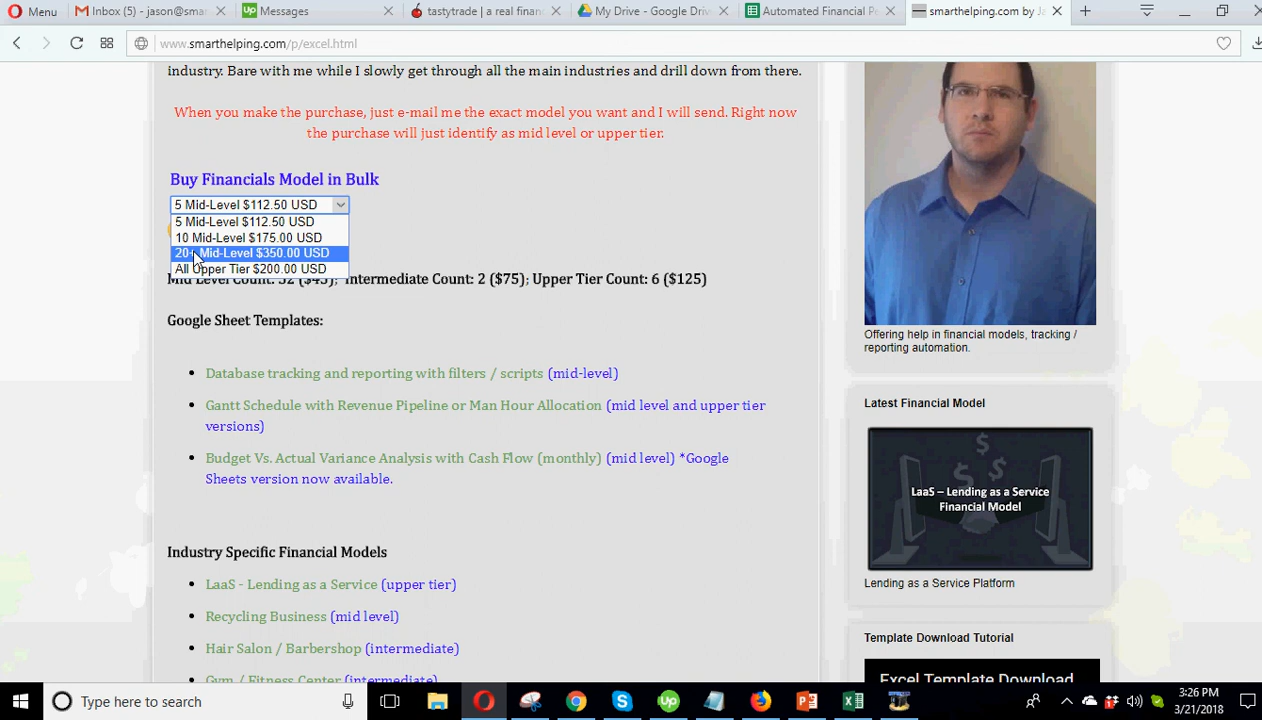 Menu
Inbox (5) - jason@smar
Messages
tastytrade | a real finan
My Drive - Google Driv
Automated Financial Pe
smarthelping.com by Ja
www.smarthelping.com/p/excel.html
industry. Bare with me while I slowly get through all the main industries and drill down from there.
When you make the purchase, just e-mail me the exact model you want and I will send. Right now
the purchase will just identify as mid level or upper tier.
Buy Financials Model in Bulk
5 Mid-Level $112.50 USD
5 Mid-Level $112.50 USD
10 Mid-Level $175.00 USD
20+ Mid-Level $350.00 USD
All Upper Tier $200.00 USD
Mid Level Count: 32 ($45); Intermediate Count: 2 ($75); Upper Tier Count: 6 ($125)
Google Sheet Templates:
Database tracking and reporting with filters / scripts (mid-level)
Gantt Schedule with Revenue Pipeline or Man Hour Allocation (mid level and upper tier
versions)
Budget Vs. Actual Variance Analysis with Cash Flow (monthly) (mid level) *Google
Sheets version now available.
Industry Specific Financial Models
LaaS - Lending as a Service (upper tier)
Recycling Business (mid level)
Hair Salon / Barbershop (intermediate)
Gym / Fitness Center (intermediate)
Offering help in financial models, tracking /
reporting automation.
Latest Financial Model
LaaS – Lending as a Service
Financial Model
Lending as a Service Platform
Template Download Tutorial
Excel Template Download
Type here to search
3:26 PM
3/21/2018